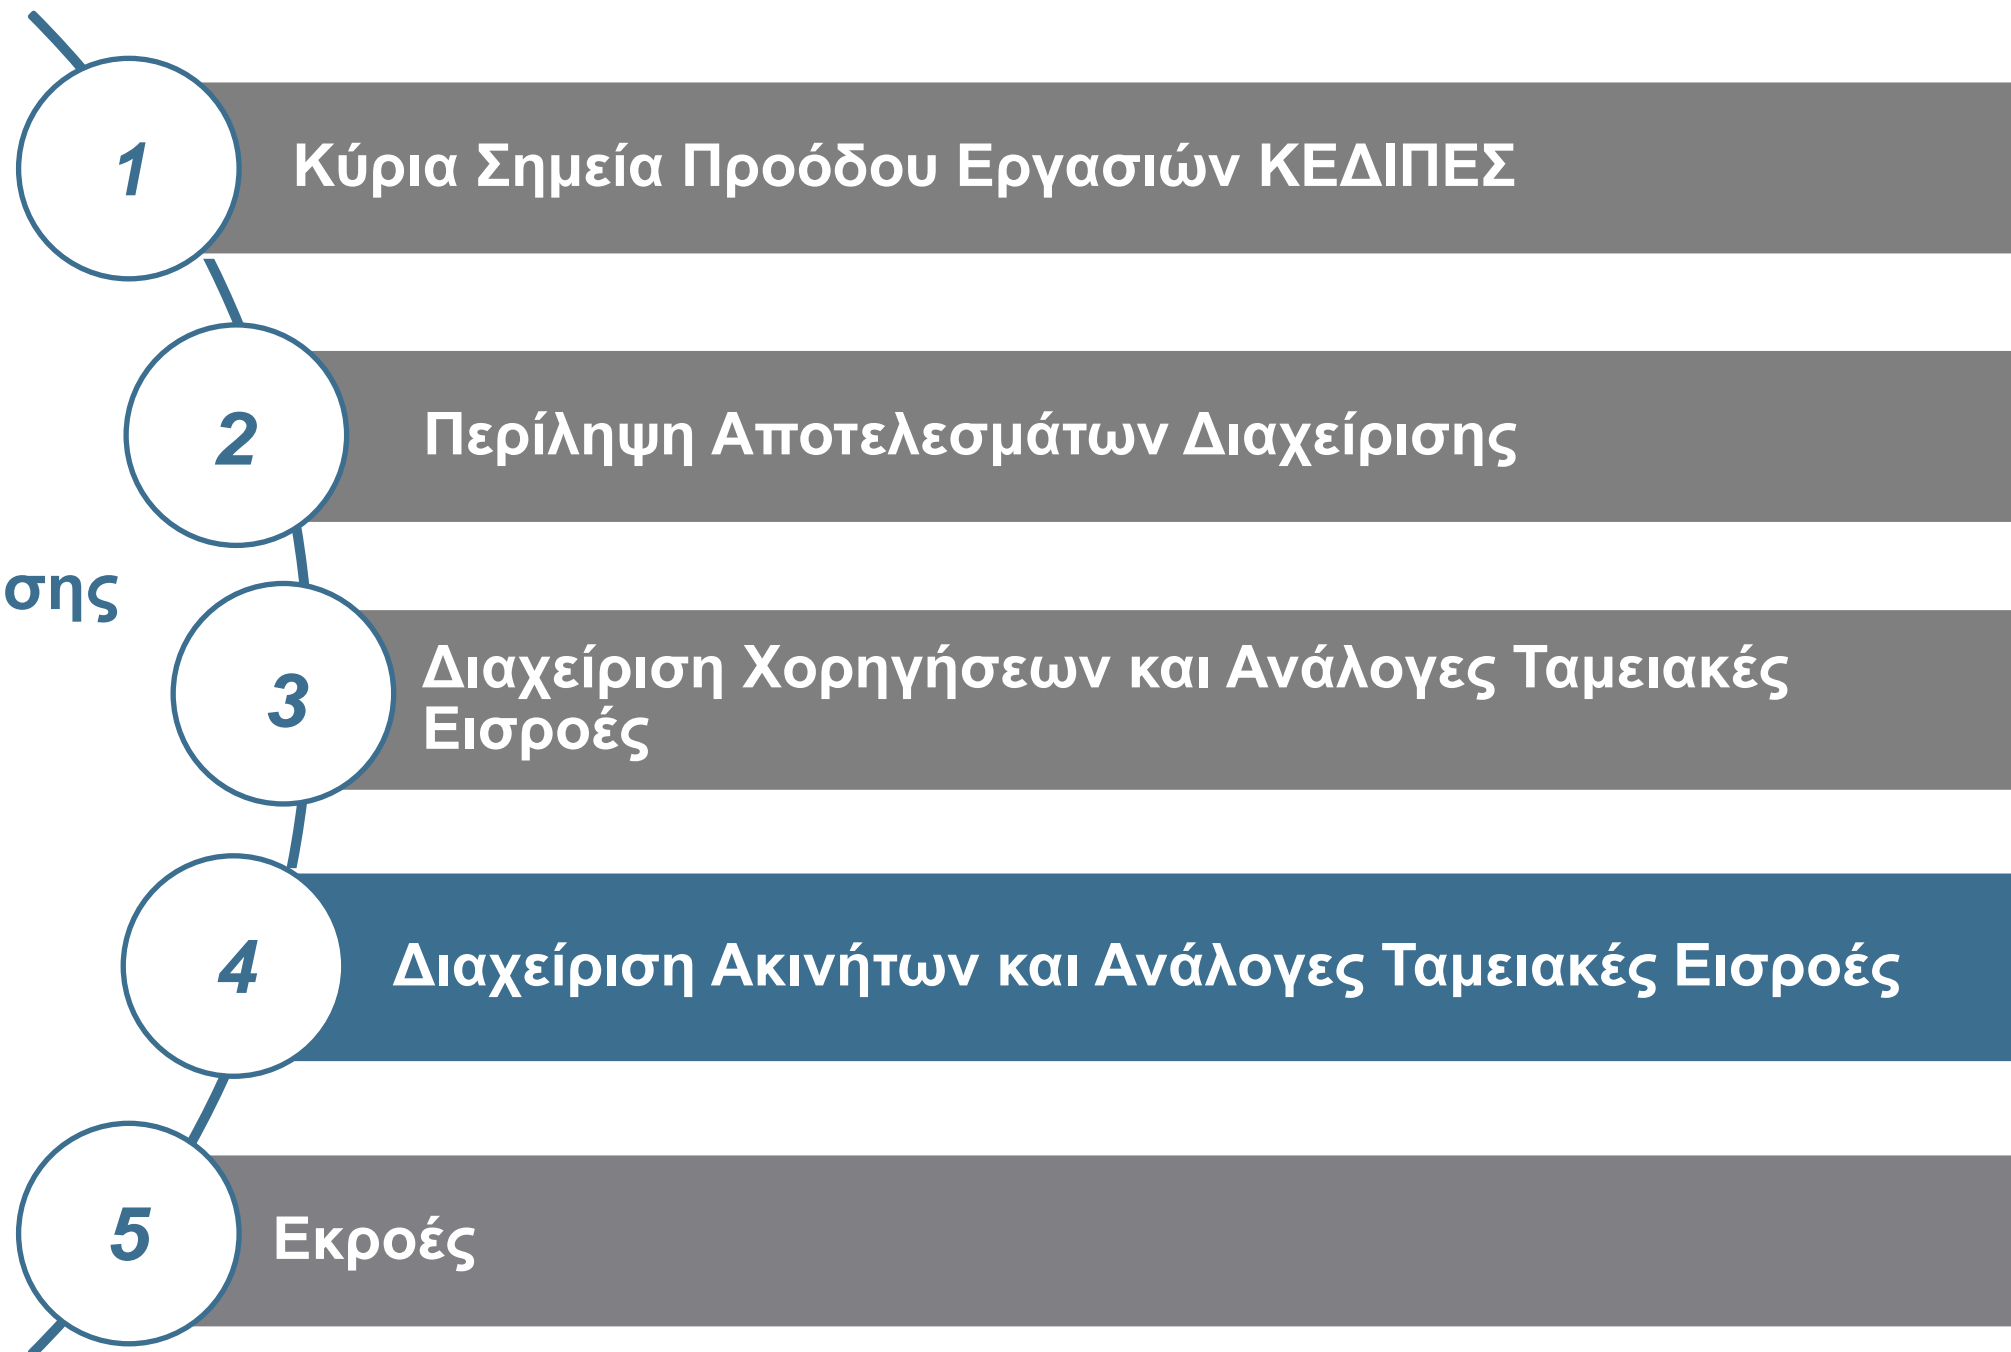 1
Κύρια Σημεία Προόδου Εργασιών ΚΕΔΙΠΕΣ
2
Περίληψη Αποτελεσμάτων Διαχείρισης
σης
3
Διαχείριση Χορηγήσεων και Ανάλογες Ταμειακές
Εισροές
4
Διαχείριση Ακινήτων και Ανάλογες Ταμειακές Εισροές
5
Εκροές